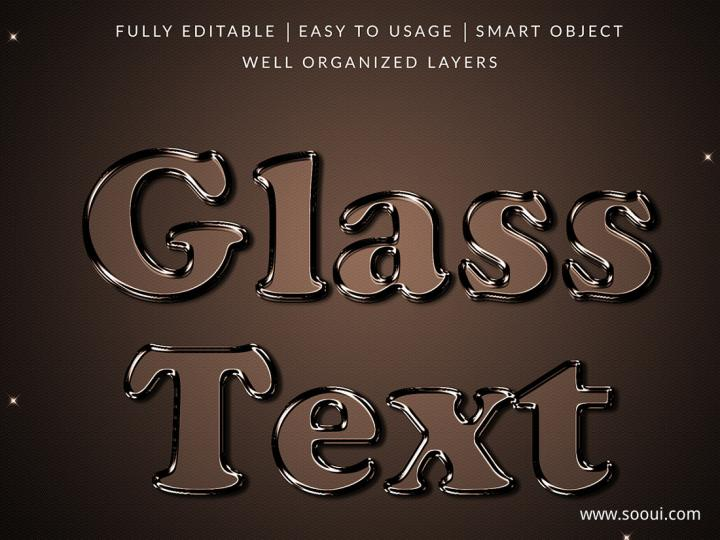 FULLY EDITABLE | EASY TO USAGE | SMART OBJECT
WELL ORGANIZED LAYERS
Glass
Text
www.sooui.com